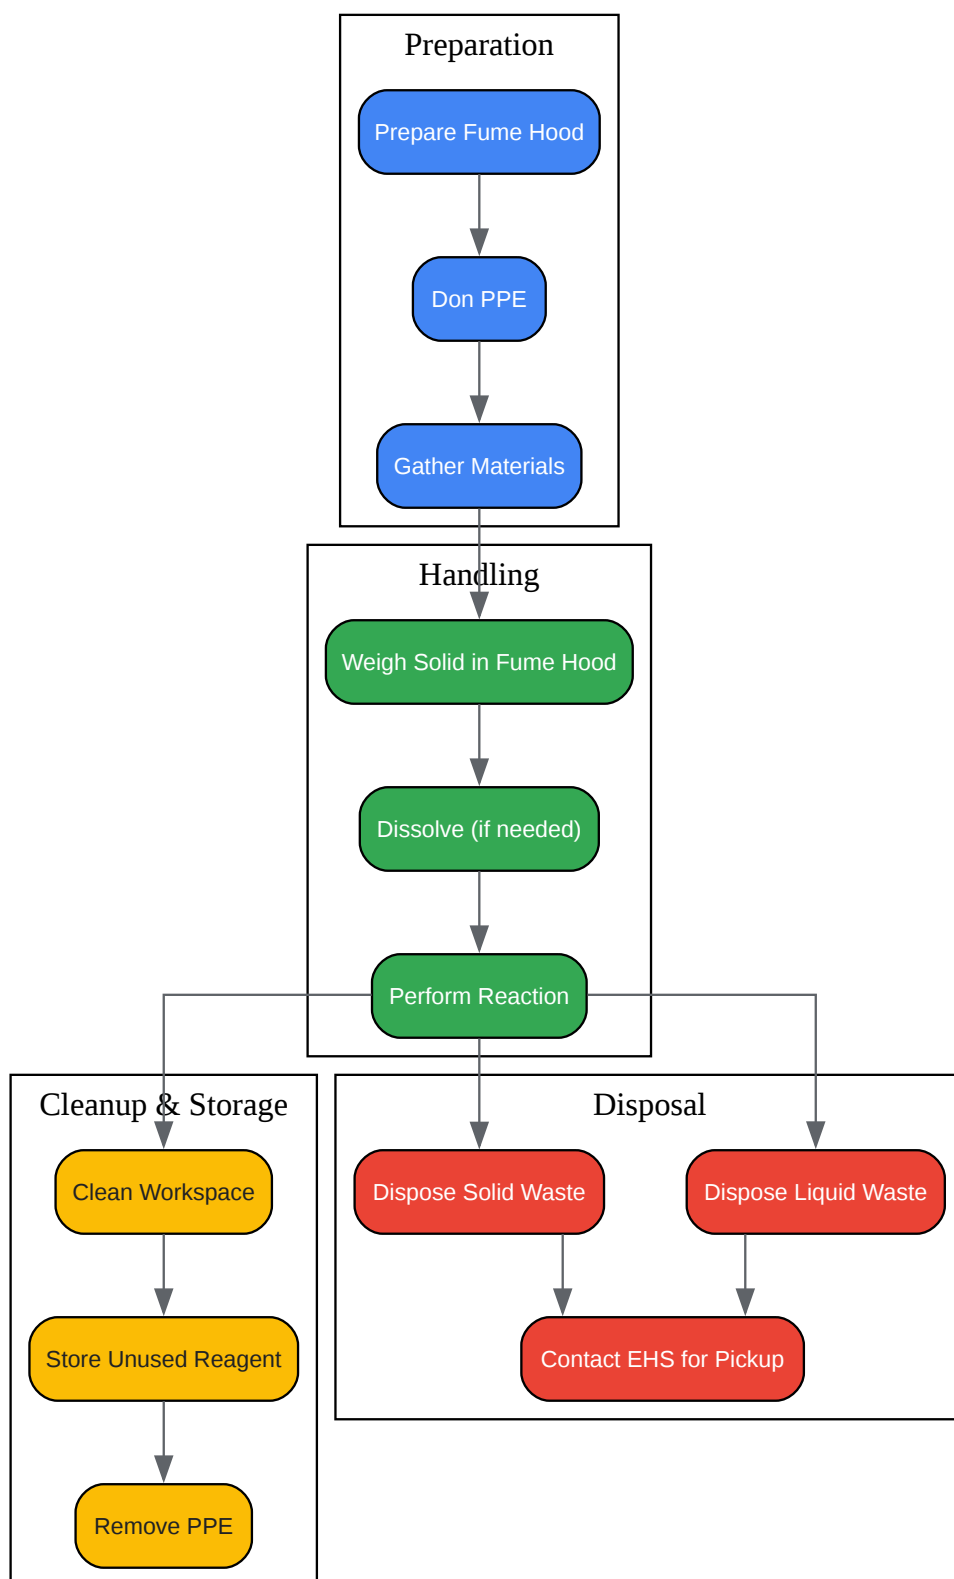 Preparation
Prepare Fume Hood
Don PPE
Gather Materials
Handling
Weigh Solid in Fume Hood
Dissolve (if needed)
Perform Reaction
Cleanup & Storage
Clean Workspace
Store Unused Reagent
Remove PPE
Disposal
Dispose Solid Waste
Dispose Liquid Waste
Contact EHS for Pickup